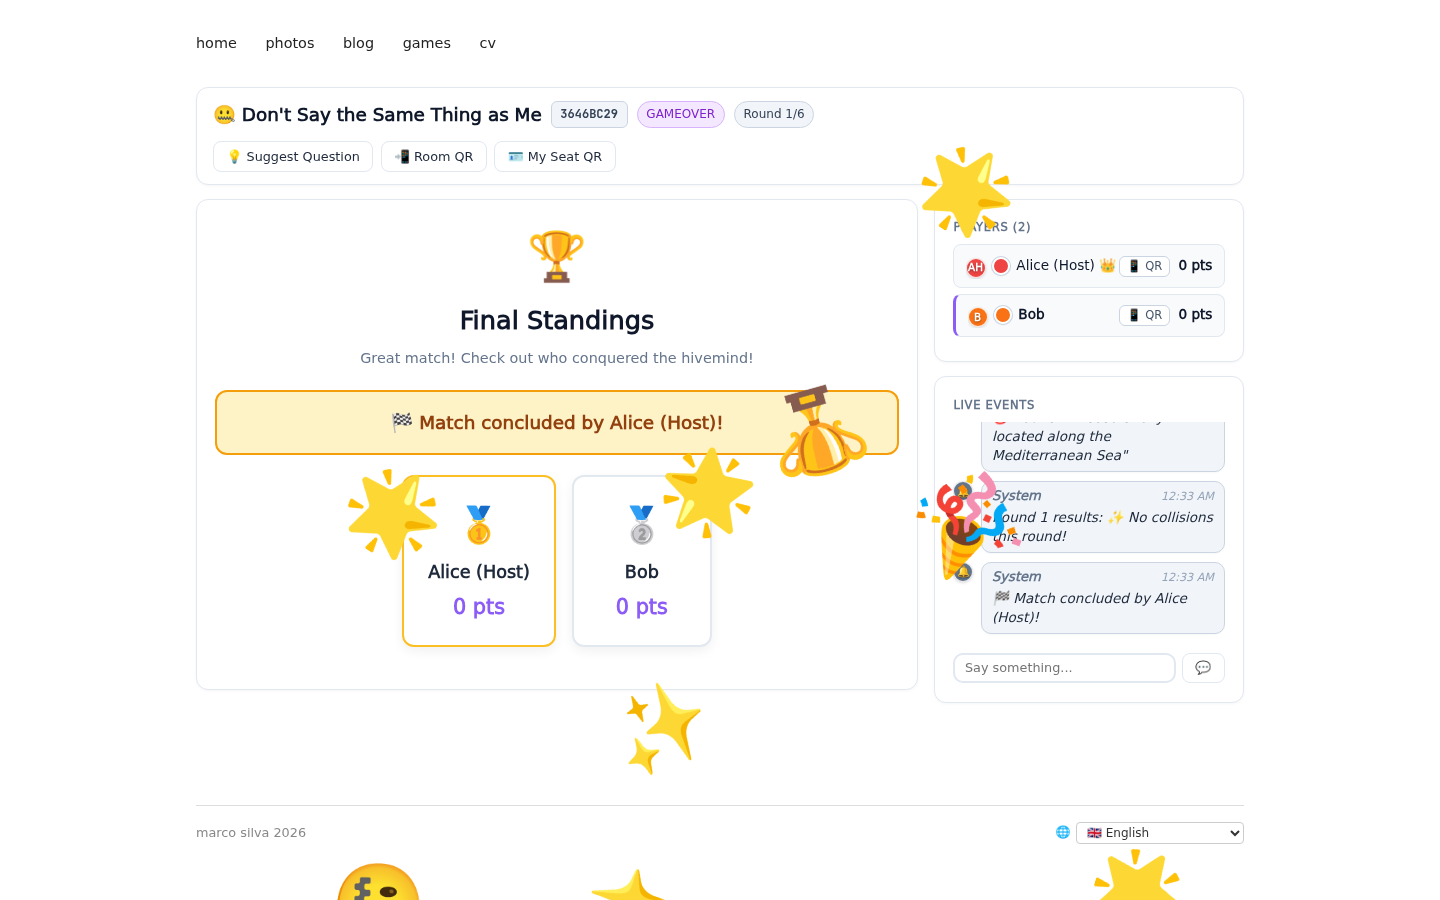 home photos blog games cv
Don't Say the Same Thing as Me 3646BC29 GAMEOVER Round 1/6
Suggest Question Room QR My Seat QR
Final Standings
Great match! Check out who conquered the hivemind!
Match concluded by Alice (Host)!
Alice (Host)
0 pts
Bob
0 pts
PLAYERS (2)
AH Alice (Host) QR 0 pts
B Bob QR 0 pts
LIVE EVENTS
located along the
Mediterranean Sea"
System 12:33 AM
Round 1 results: ✨ No collisions
this round!
System 12:33 AM
Match concluded by Alice
(Host)!
Say something...
marco silva 2026
English